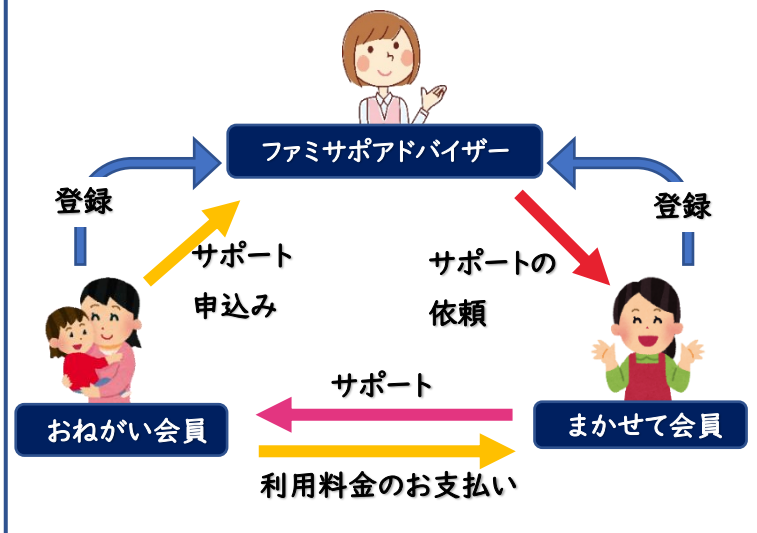 ファミサポアドバイザー
登録
登録
サポート
申込み
サポートの
依頼
サポート
おねがい会員
まかせて会員
利用料金のお支払い